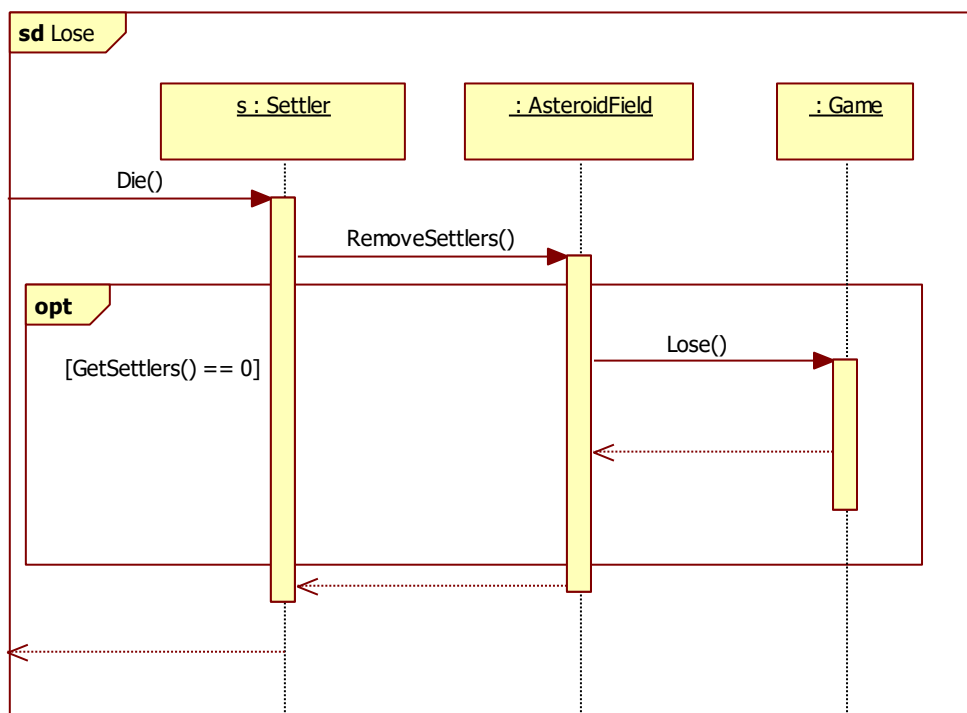 sd Lose
s : Settler
: AsteroidField
: Game
Die()
RemoveSettlers()
opt
Lose()
[GetSettlers() == 0]